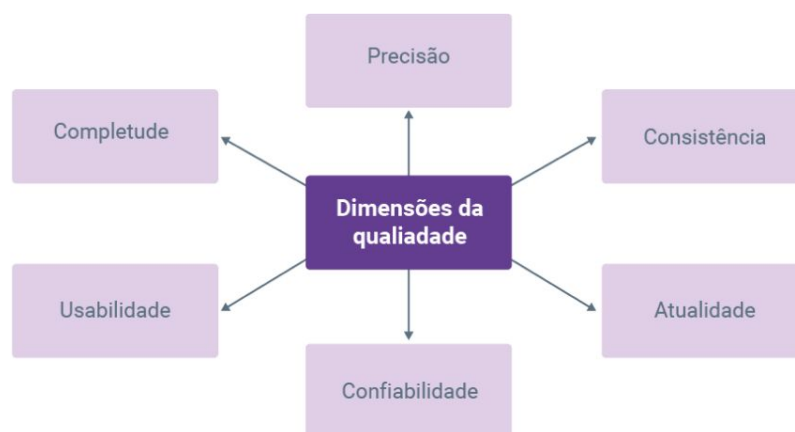 Precisão
Completude
Consistência
Dimensões da
qualiadade
Usabilidade
Atualidade
Confiabilidade